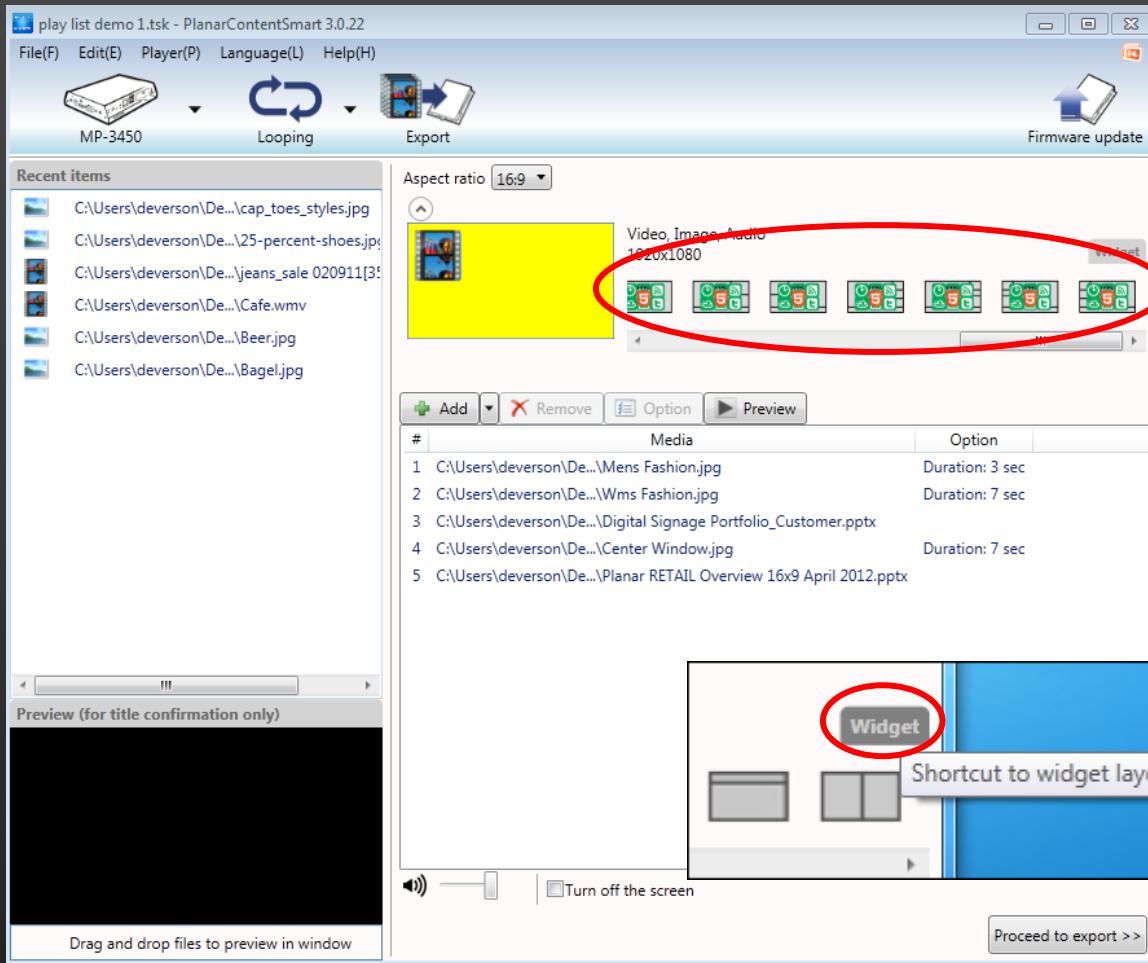 play list demo 1.tsk - PlanarContentSmart 3.0.22
File(F) Edit(E) Player(P) Language(L) Help(H)
MP-3450 Looping Export Firmware update
Recent items
C:\Users\deverson\De...\cap_toes_styles.jpg
C:\Users\deverson\De...\25-percent-shoes.jp
C:\Users\deverson\De...\jeans_sale 020911[35
C:\Users\deverson\De...\Cafe.wmv
C:\Users\deverson\De...\Beer.jpg
C:\Users\deverson\De...\Bagel.jpg
Preview (for title confirmation only)
Drag and drop files to preview in window
Aspect ratio 16:9
Video, Image, Audio
1920x1080
Widget
Add Remove Option Preview
# Media Option
1 C:\Users\deverson\De...\Mens Fashion.jpg Duration: 3 sec
2 C:\Users\deverson\De...\Wms Fashion.jpg Duration: 7 sec
3 C:\Users\deverson\De...\Digital Signage Portfolio_Customer.pptx
4 C:\Users\deverson\De...\Center Window.jpg Duration: 7 sec
5 C:\Users\deverson\De...\Planar RETAIL Overview 16x9 April 2012.pptx
Widget
Shortcut to widget lay
Turn off the screen
Proceed to export >>